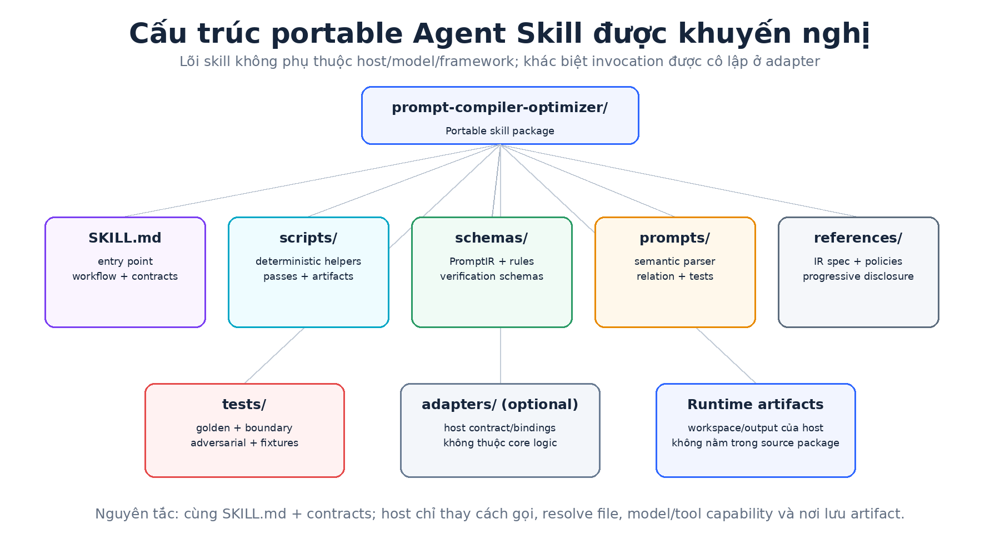 Cấu trúc portable Agent Skill được khuyến nghị
Lõi skill không phụ thuộc host/model/framework; khác biệt invocation được cô lập ở adapter
prompt-compiler-optimizer/
Portable skill package
SKILL.md
entry point
workflow + contracts
scripts/
deterministic helpers
passes + artifacts
schemas/
PromptIR + rules
verification schemas
prompts/
semantic parser
relation + tests
references/
IR spec + policies
progressive disclosure
tests/
golden + boundary
adversarial + fixtures
adapters/ (optional)
host contract/bindings
không thuộc core logic
Runtime artifacts
workspace/output của host
không nằm trong source package
Nguyên tắc: cùng SKILL.md + contracts; host chỉ thay cách gọi, resolve file, model/tool capability và nơi lưu artifact.